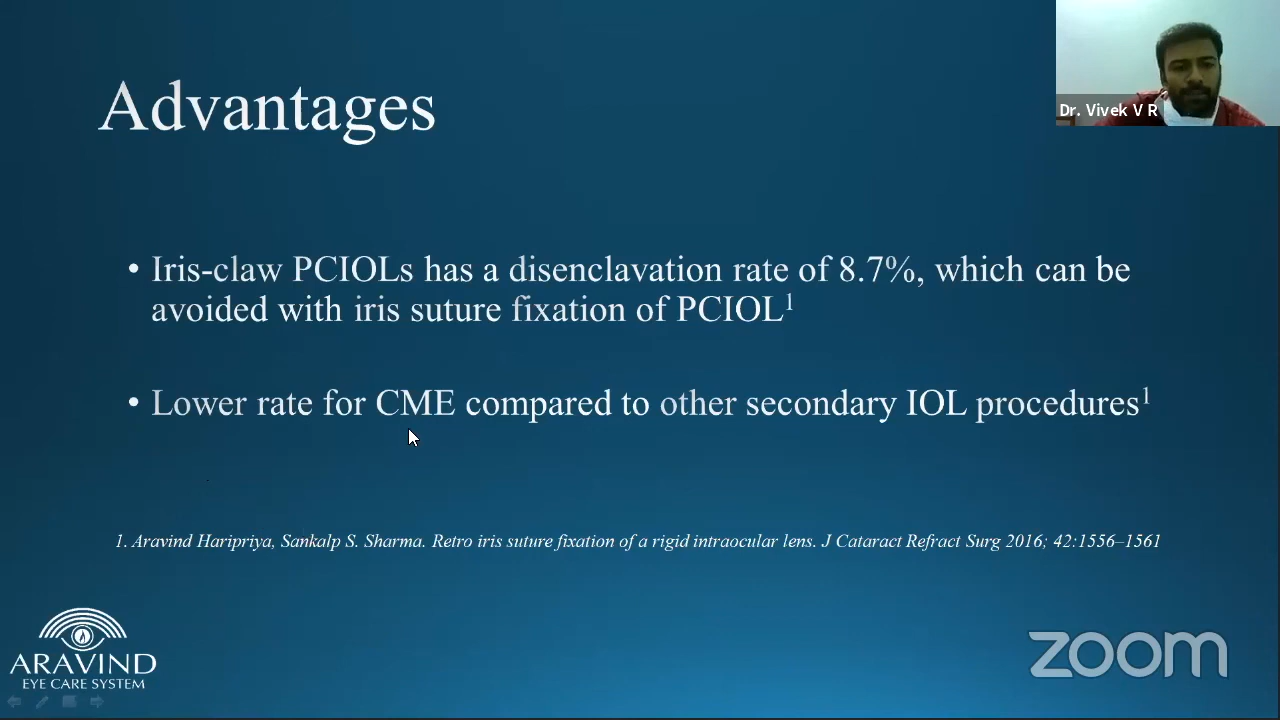 Advantages
Dr. Vivek V R
• Iris-claw PCIOLs has a disenclavation rate of 8.7%, which can be
avoided with iris suture fixation of PCIOL1
• Lower rate for CME compared to other secondary IOL procedures1
1. Aravind Haripriya, Sankalp S. Sharma. Retro iris suture fixation of a rigid intraocular lens. J Cataract Refract Surg 2016; 42:1556–1561
ARAVIND
EYE CARE SYSTEM
zoom